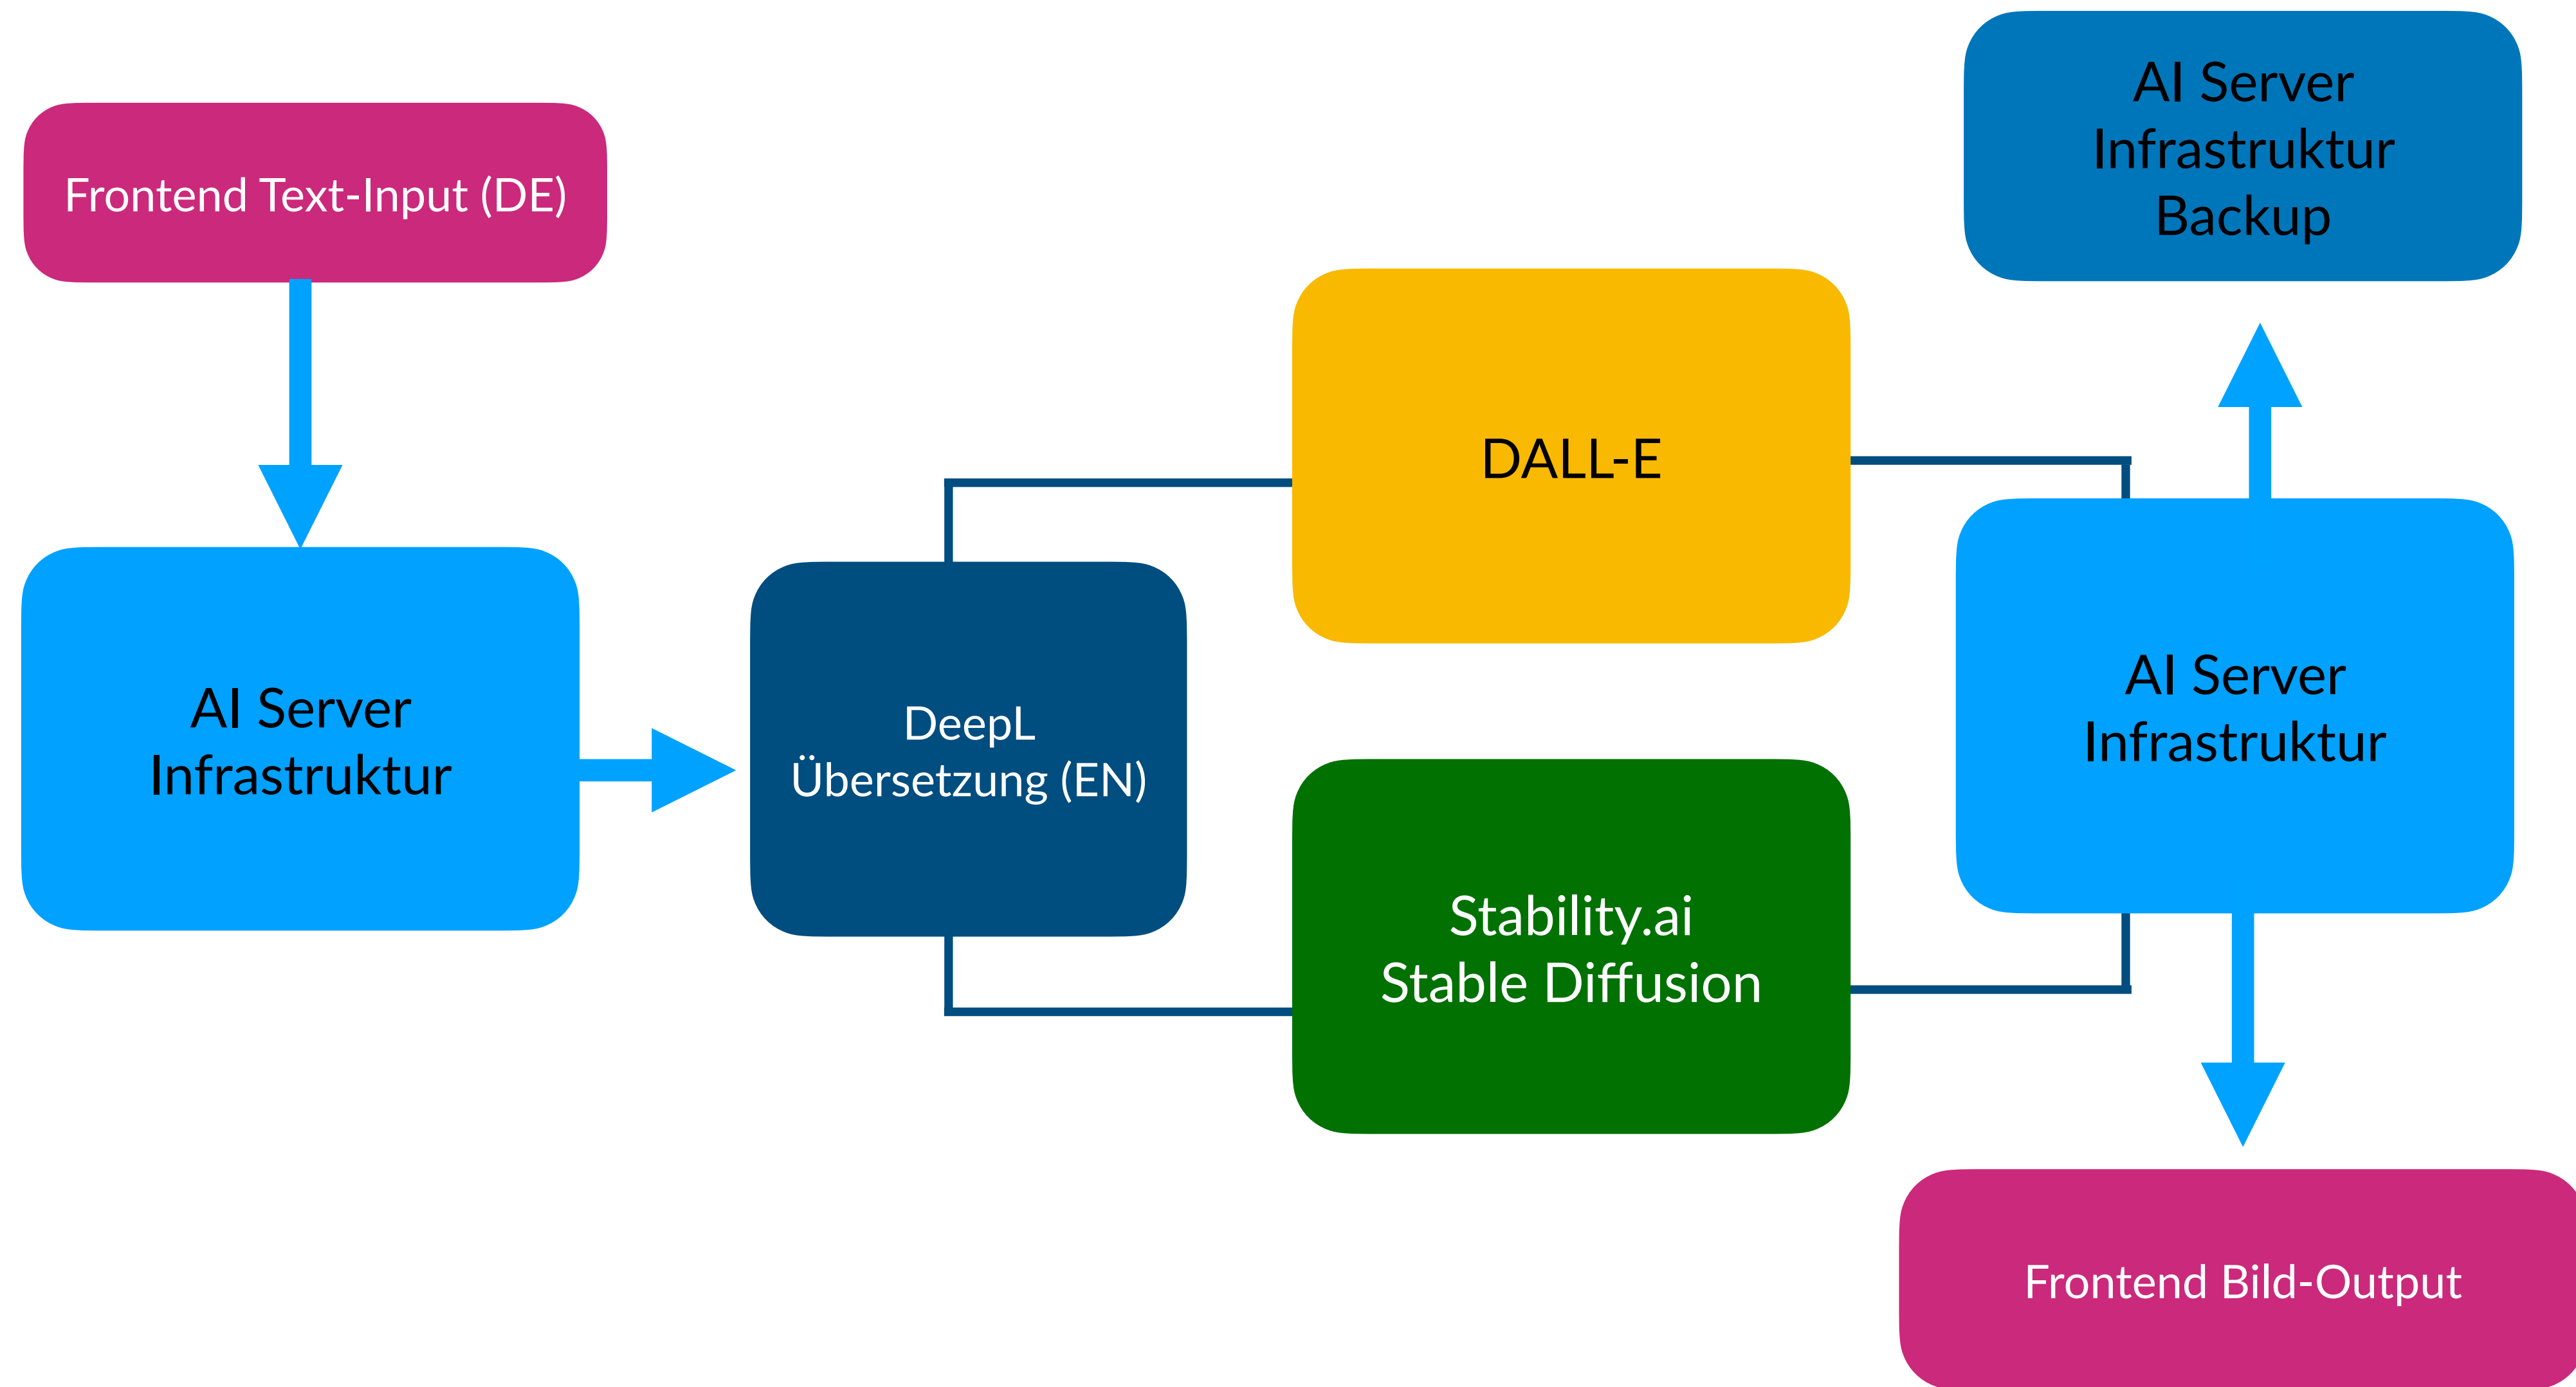 Frontend Text-Input (DE)
AI Server
Infrastruktur
DeepL
Übersetzung (EN)
DALL-E
Stability.ai
Stable Diffusion
AI Server
Infrastruktur
Backup
AI Server
Infrastruktur
Frontend Bild-Output